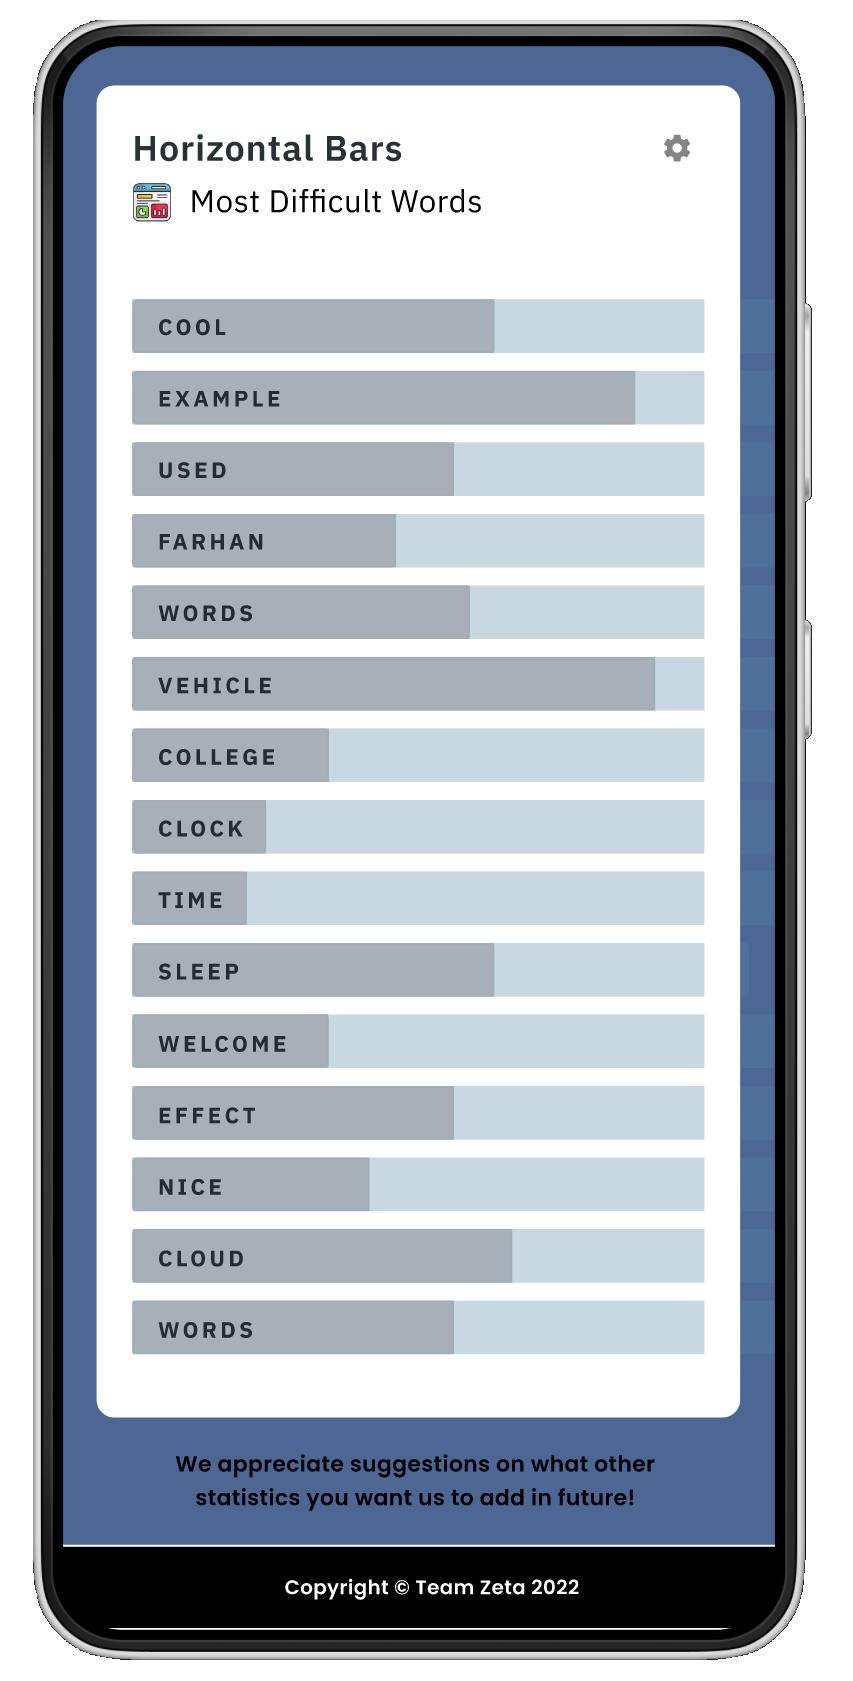 Horizontal Bars
Most Difficult Words
COOL
EXAMPLE
USED
FARHAN
WORDS
VEHICLE
COLLEGE
CLOCK
TIME
SLEEP
WELCOME
EFFECT
NICE
CLOUD
WORDS
We appreciate suggestions on what other
statistics you want us to add in future!
Copyright © Team Zeta 2022